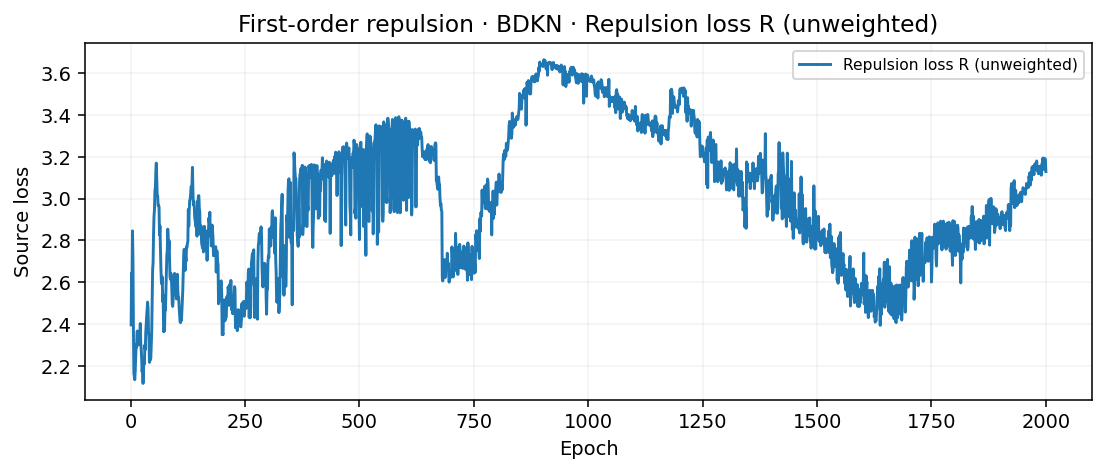 First-order repulsion · BDKN · Repulsion loss R (unweighted)
Repulsion loss R (unweighted)
Source loss
3.6
3.4
3.2
3.0
2.8
2.6
2.4
2.2
0 250 500 750 1000 1250 1500 1750 2000
Epoch